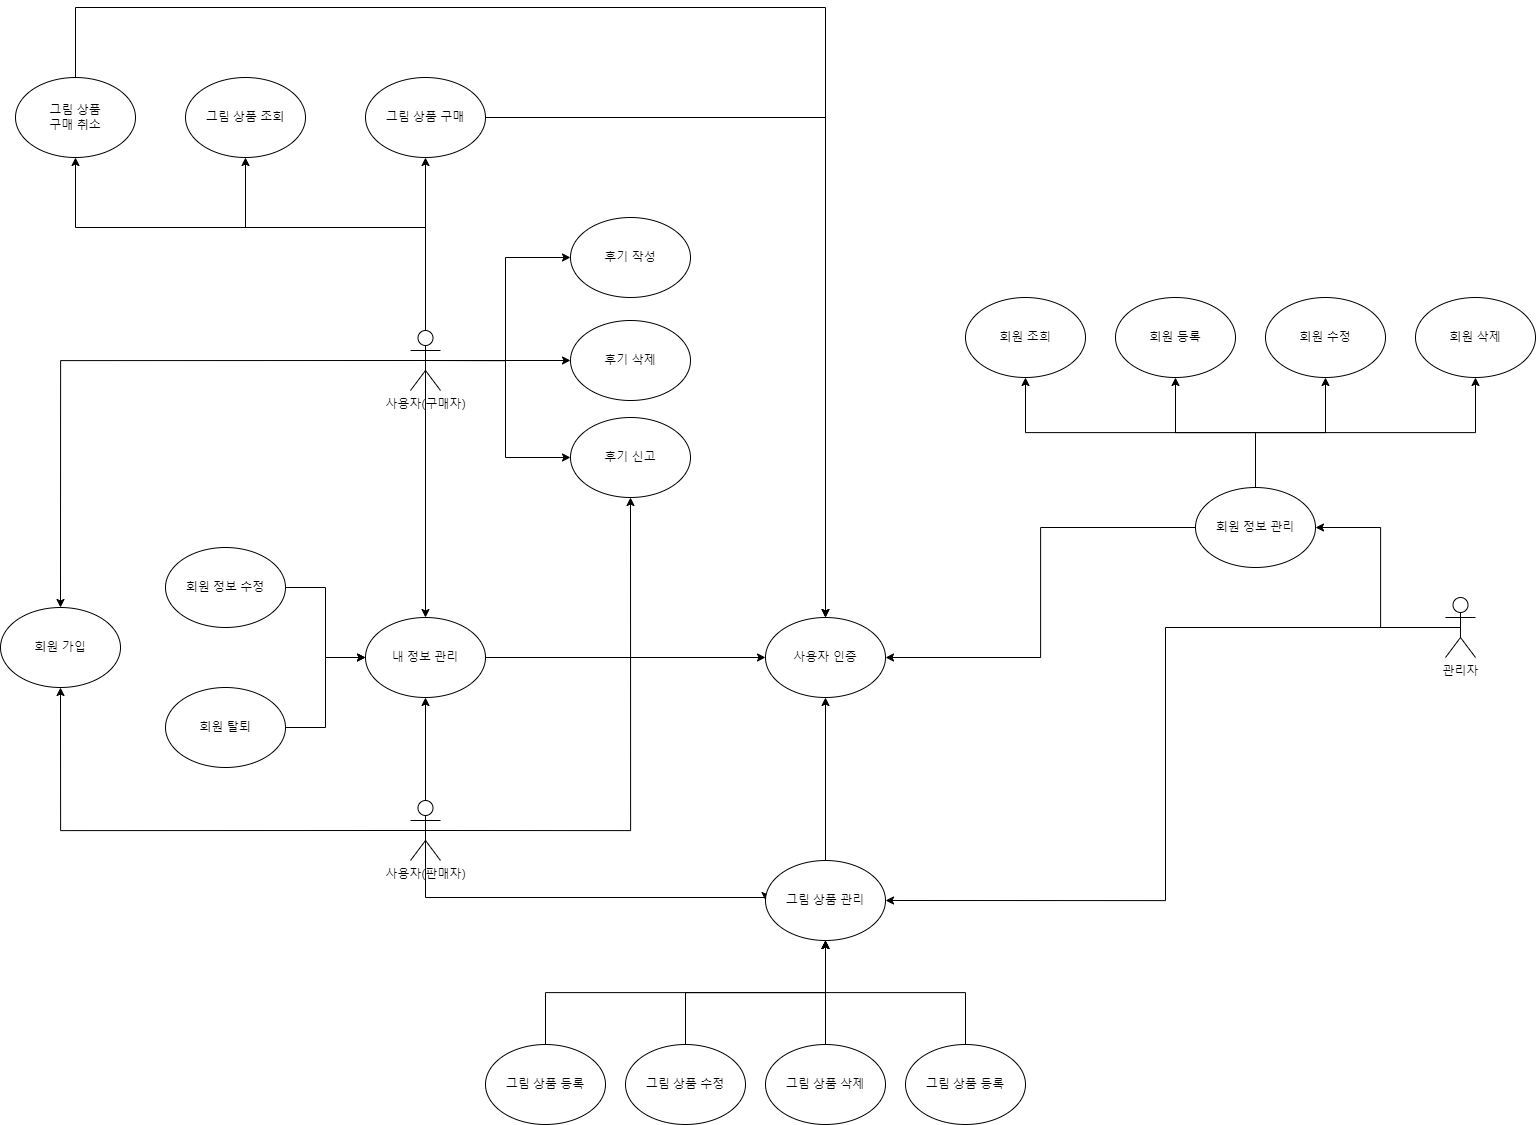 그림 상품
구매 취소
그림 상품 조회
그림 상품 구매
후기 작성
후기 삭제
사용자(구매자)
후기 신고
회원 조회
회원 등록
회원 수정
회원 삭제
회원 정보 관리
회원 정보 수정
회원 가입
내 정보 관리
사용자 인증
관리자
회원 탈퇴
사용자(판매자)
그림 상품 관리
그림 상품 등록
그림 상품 수정
그림 상품 삭제
그림 상품 등록